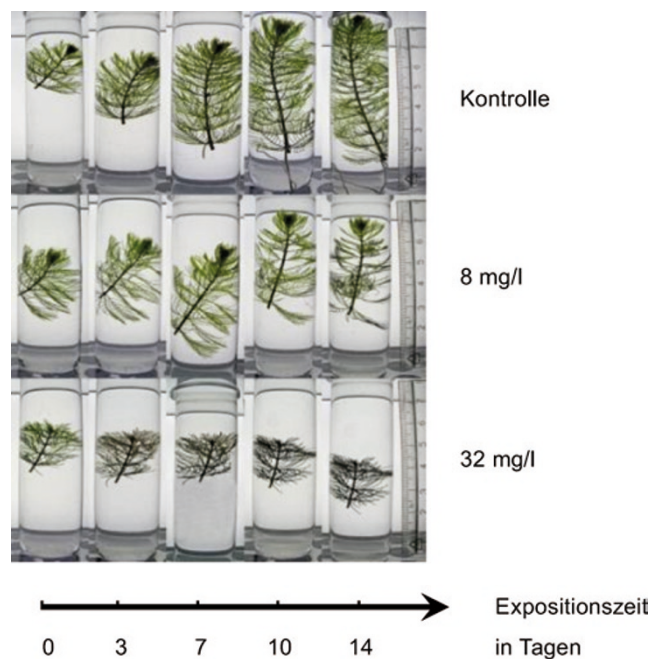 Kontrolle
8 mg/l
32 mg/l
Expositionszeit
0 3 7 10 14 in Tagen